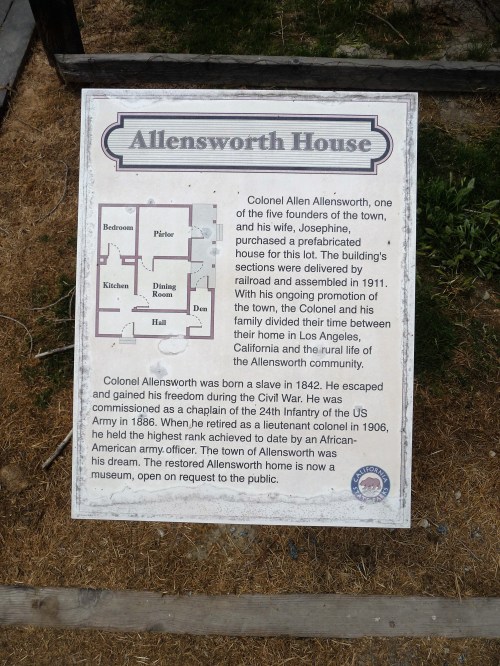 Allensworth House
Bedroom
Parlor
Kitchen
Dining
Room
Den
Hall
Colonel Allen Allensworth, one
of the five founders of the town,
and his wife, Josephine,
purchased a prefabricated
house for this lot. The building's
sections were delivered by
railroad and assembled in 1911.
With his ongoing promotion of
the town, the Colonel and his
family divided their time between
their home in Los Angeles,
California and the rural life of
the Allensworth community.
Colonel Allensworth was born a slave in 1842. He escaped
and gained his freedom during the Civil War. He was
commissioned as a chaplain of the 24th Infantry of the US
Army in 1886. When he retired as a lieutenant colonel in 1906,
he held the highest rank achieved to date by an African-
American army officer. The town of Allensworth was
his dream. The restored Allensworth home is now a
museum, open on request to the public.
CALIFORNIA
STATE PARKS